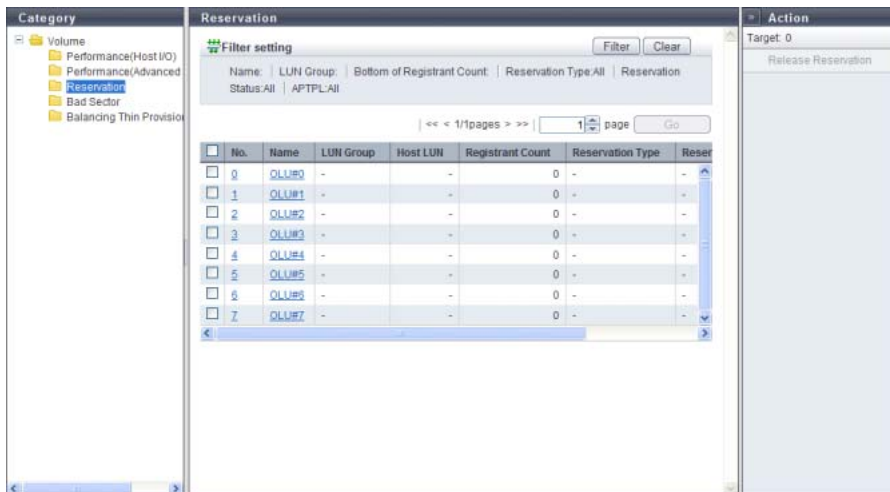 Category
Volume
Performance(Host I/O)
Performance(Advanced
Reservation
Bad Sector
Balancing Thin Provision
Reservation
Filter setting
Filter
Clear
Name: | LUN Group: | Bottom of Registrant Count: | Reservation Type:All | Reservation
Status:All | APTPL:All
| << < 1/1pages > >> | 1 page Go
No. Name LUN Group Host LUN Registrant Count Reservation Type Reser
0 OLU#0 - - 0 - -
1 OLU#1 - - 0 - -
2 OLU#2 - - 0 - -
3 OLU#3 - - 0 - -
4 OLU#4 - - 0 - -
5 OLU#5 - - 0 - -
6 OLU#6 - - 0 - -
7 OLU#7 - - 0 - -
» Action
Target: 0
Release Reservation